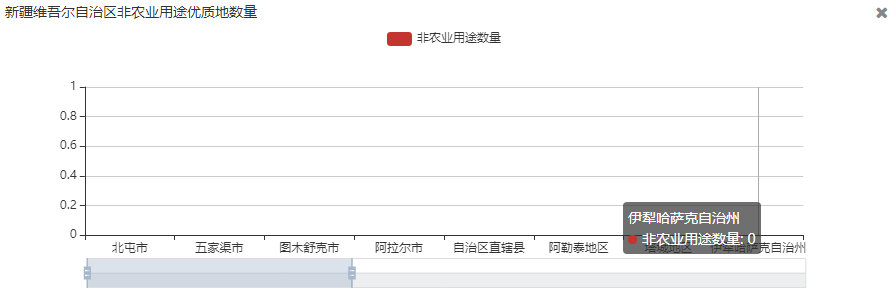 新疆维吾尔自治区非农业用途优质地数量
非农业用途数量
1
0.8
0.6
0.4
0.2
0
伊犁哈萨克自治州
非农业用途数量: 0
北屯市 五家渠市 图木舒克市 阿拉尔市 自治区直辖县 阿勒泰地区 塔城地区 伊犁哈萨克自治州